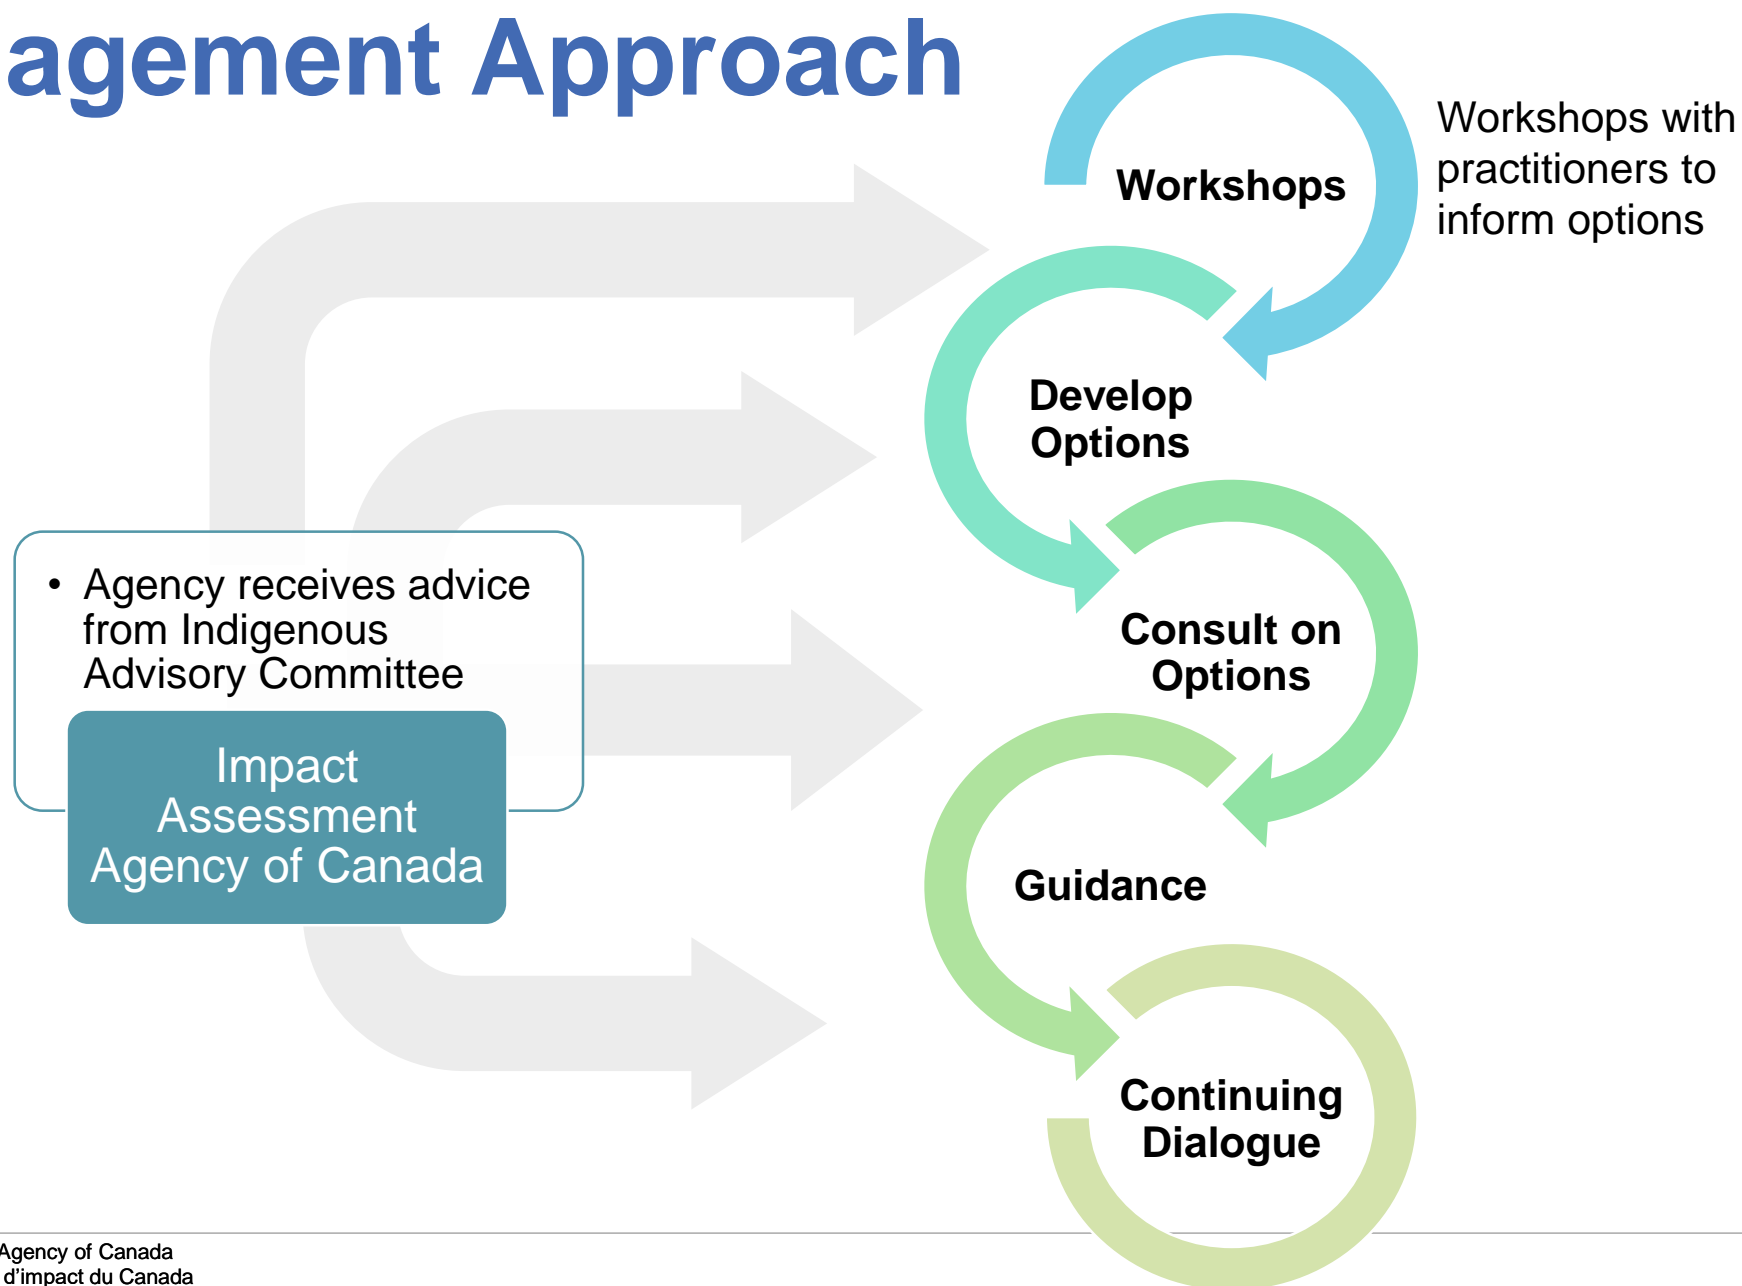 agement Approach
Workshops
Workshops with
practitioners to
inform options
Develop
Options
• Agency receives advice
from Indigenous
Advisory Committee
Impact
Assessment
Agency of Canada
Consult on
Options
Guidance
Continuing
Dialogue
Agency of Canada
d'impact du Canada